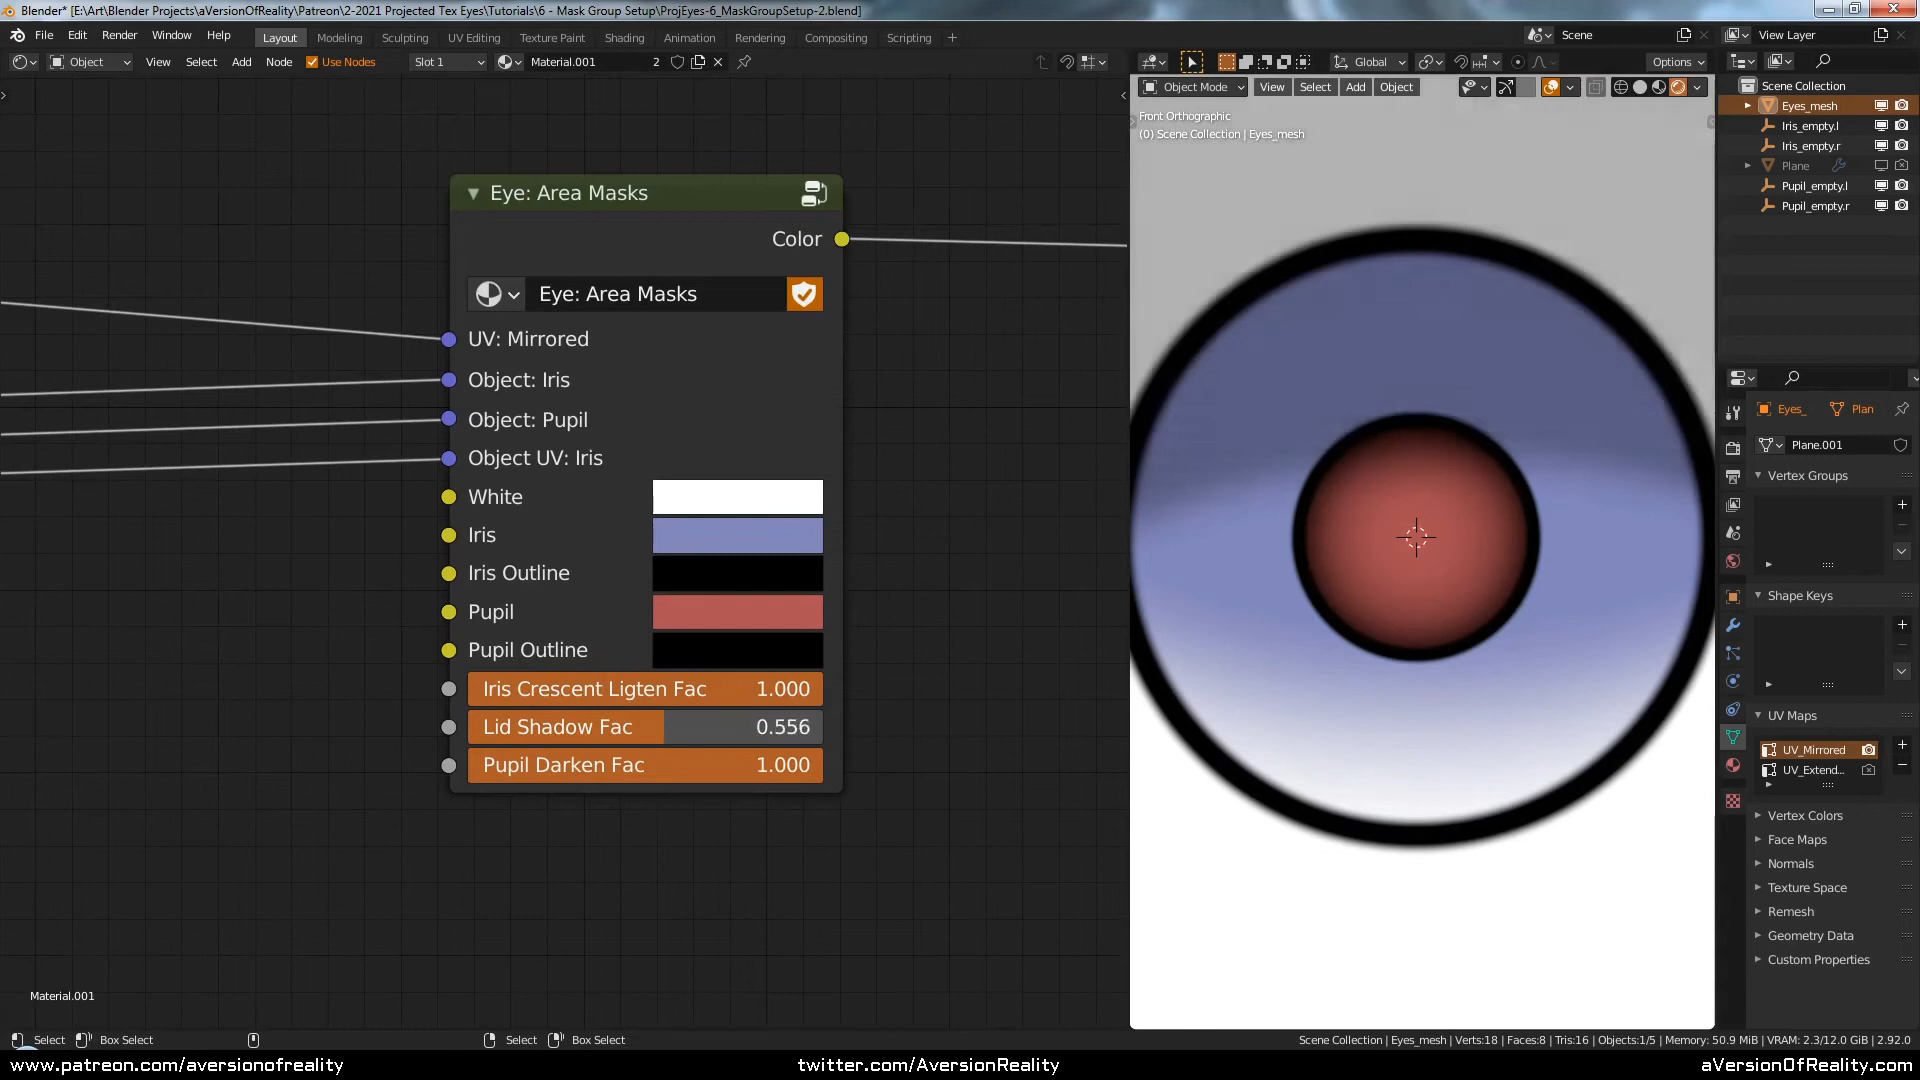 Blender* [E:\Art\Blender Projects\aVersionOfReality\Patreon\2-2021 Projected Tex Eyes\Tutorials\6 - Mask Group Setup\ProjEyes-6_MaskGroupSetup-2.blend]
File Edit Render Window Help Layout Modeling Sculpting UV Editing Texture Paint Shading Animation Rendering Compositing Scripting Scene View Layer
Object View Select Add Node Use Nodes Slot 1 Material.001 2 Global Options
Object Mode View Select Add Object
Front Orthographic
(0) Scene Collection | Eyes_mesh
Scene Collection
Eyes_mesh
Iris_empty.l
Iris_empty.r
Plane
Pupil_empty.l
Pupil_empty.r
Eye: Area Masks
Color
Eye: Area Masks
UV: Mirrored
Object: Iris
Object: Pupil
Object UV: Iris
White
Iris
Iris Outline
Pupil
Pupil Outline
Iris Crescent Ligten Fac 1.000
Lid Shadow Fac 0.556
Pupil Darken Fac 1.000
Eyes_ Plan
Plane.001
Vertex Groups
Shape Keys
UV Maps
UV_Mirrored
UV_Extend...
Vertex Colors
Face Maps
Normals
Texture Space
Remesh
Geometry Data
Custom Properties
Material.001
Select Box Select Select Box Select Scene Collection | Eyes_mesh | Verts:18 | Faces:8 | Tris:16 | Objects:1/5 | Memory: 50.9 MiB | VRAM: 2.3/12.0 GiB | 2.92.0
www.patreon.com/aversionofreality twitter.com/AversionReality aVersionOfReality.com